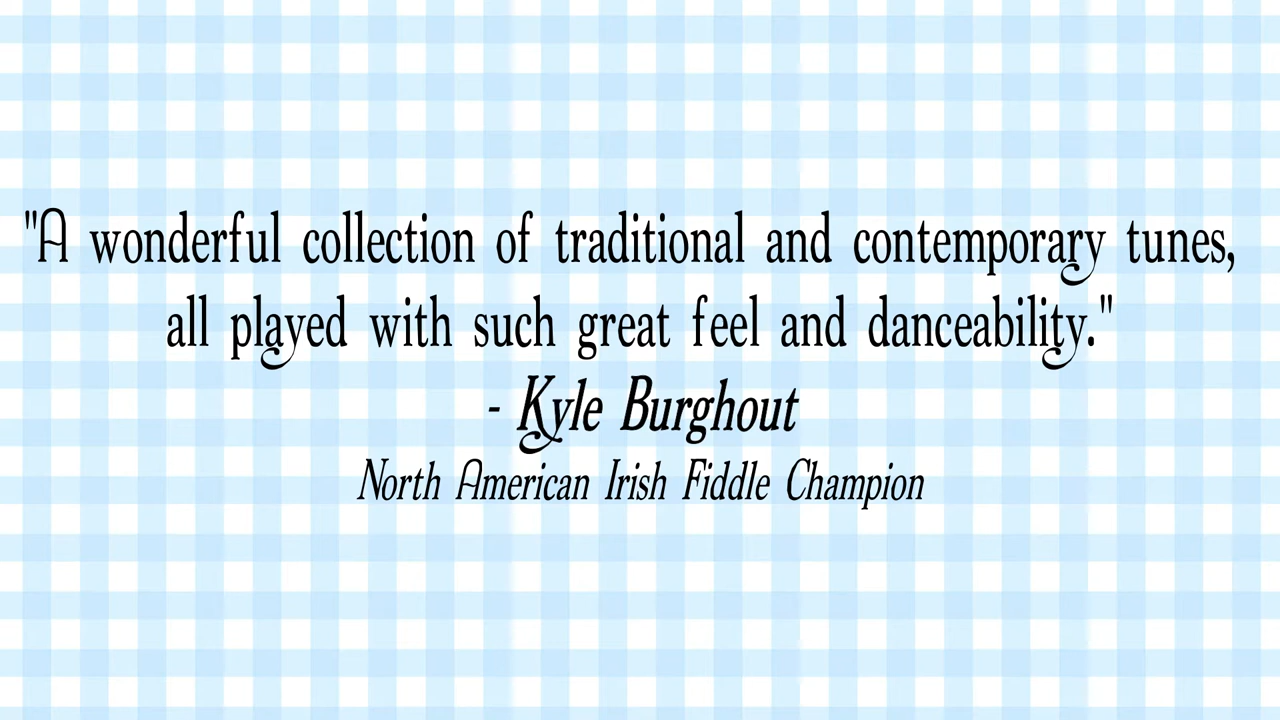 "A wonderful collection of traditional and contemporary tunes,
all played with such great feel and danceability."
- Kyle Burghout
North American Irish Fiddle Champion